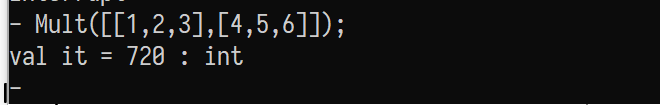 - Mult([[1,2,3],[4,5,6]]);
val it = 720 : int
-